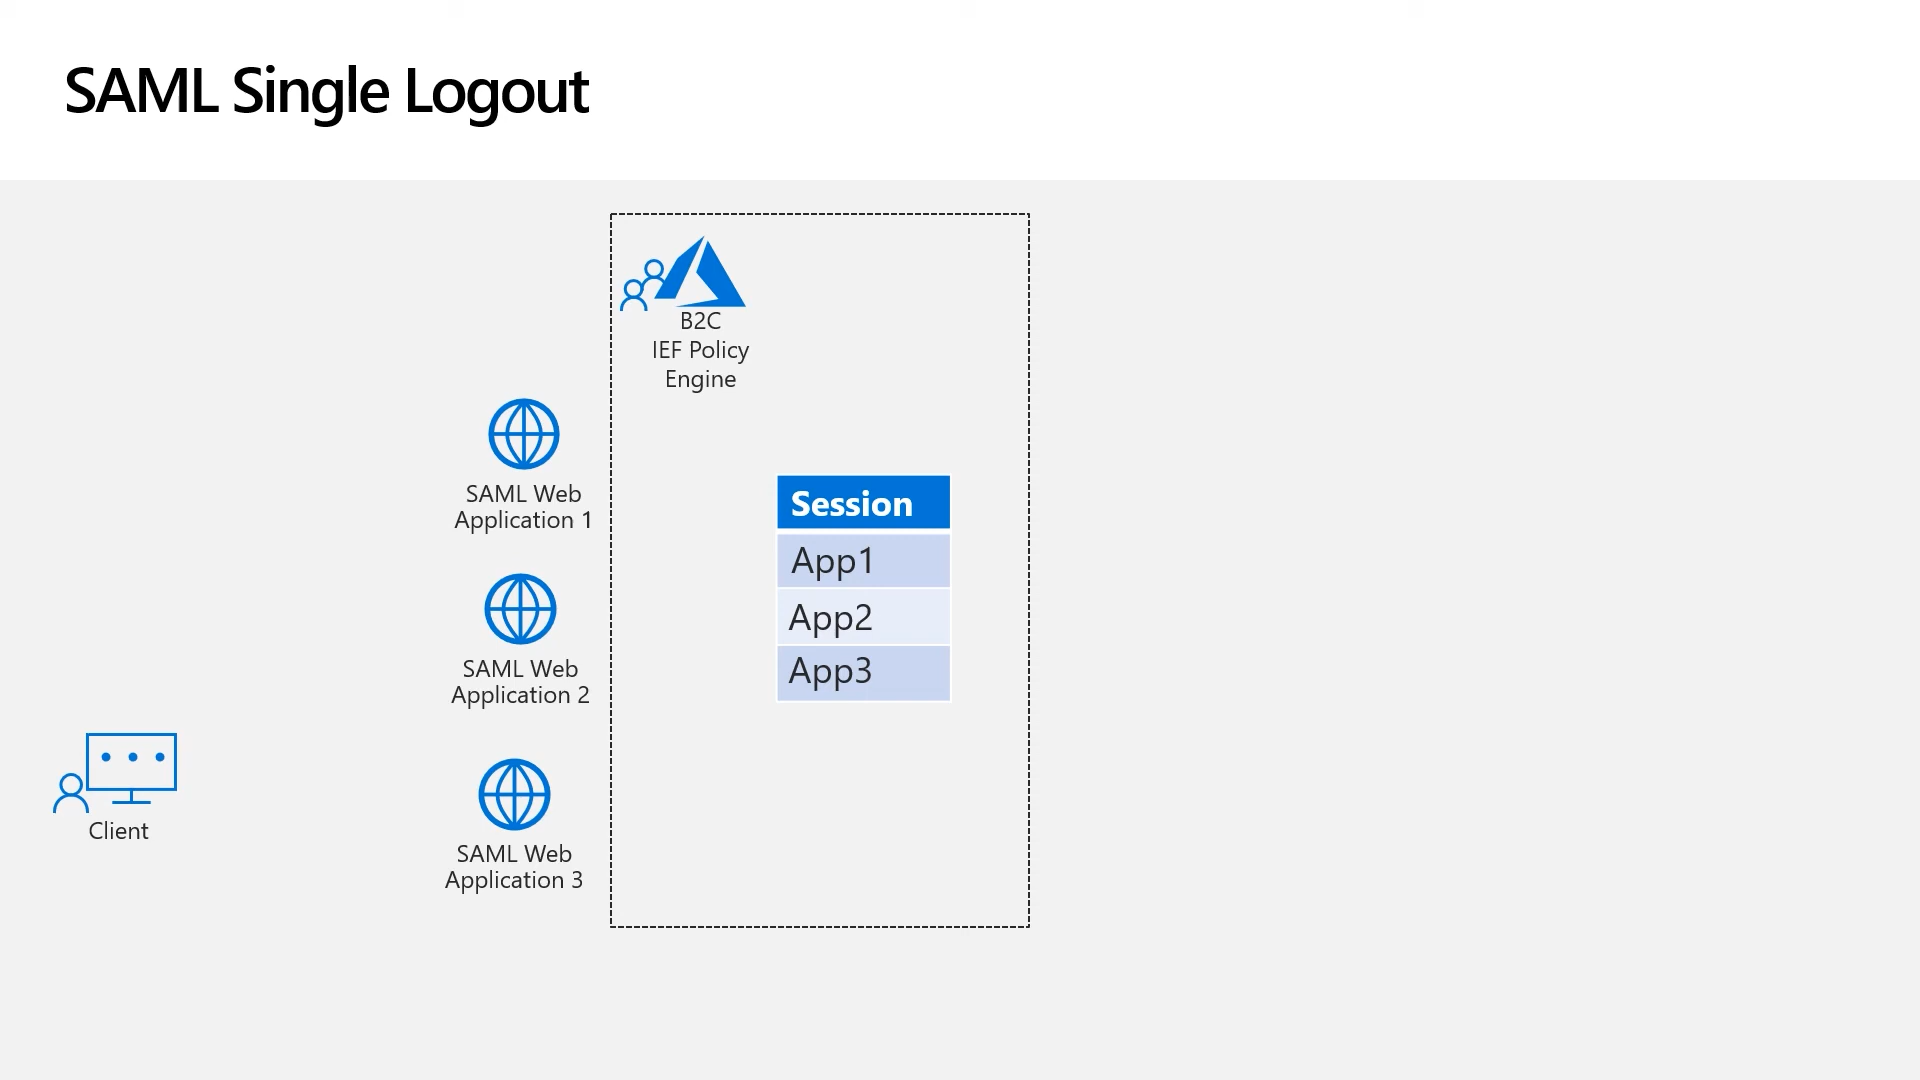 SAML Single Logout
B2C
IEF Policy
Engine
SAML Web
Application 1
SAML Web
Application 2
SAML Web
Application 3
Session
App1
App2
App3
Client